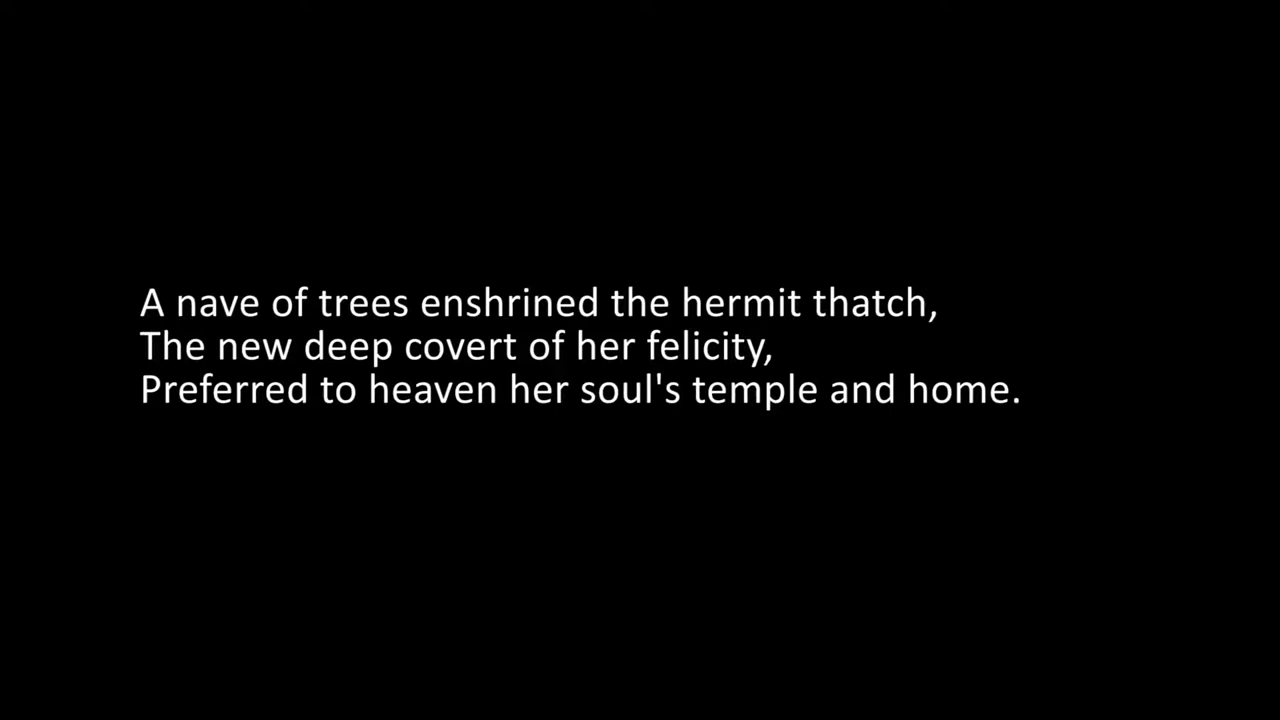 A nave of trees enshrined the hermit thatch,
The new deep covert of her felicity,
Preferred to heaven her soul's temple and home.